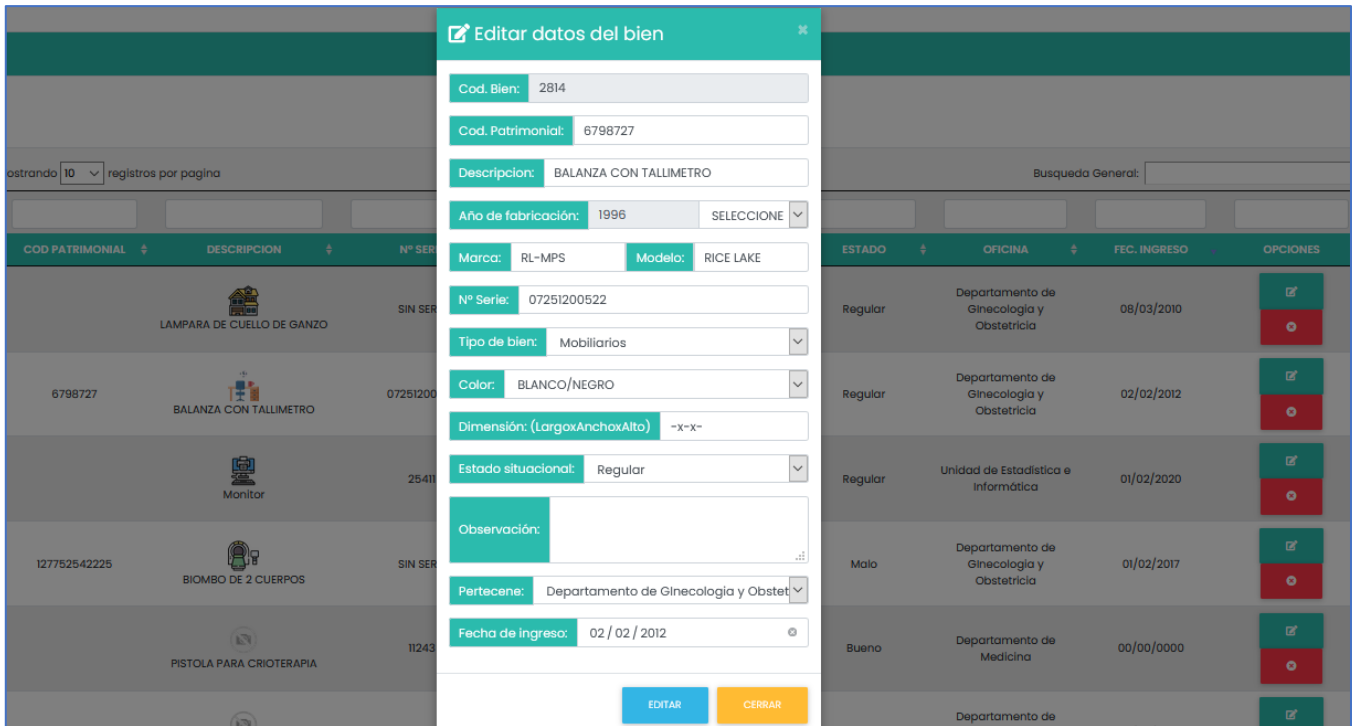 Editar datos del bien
Cod. Bien: 2814
Cod. Patrimonial: 6798727
Descripcion: BALANZA CON TALLIMETRO
Año de fabricación: 1996 SELECCIONE
Marca: RL-MPS Modelo: RICE LAKE
Nº Serie: 07251200522
Tipo de bien: Mobiliarios
Color: BLANCO/NEGRO
Dimensión: (LargoxAnchoxAlto) -x-x-
Estado situacional: Regular
Observación:
Pertecene: Departamento de GInecologia y Obstet
Fecha de ingreso: 02 / 02 / 2012
EDITAR CERRAR
ostrando 10 registros por pagina
Busqueda General:
COD PATRIMONIAL DESCRIPCION Nº SERI ESTADO OFICINA FEC. INGRESO OPCIONES
LAMPARA DE CUELLO DE GANZO SIN SER Regular Departamento de
GInecologia y
Obstetricia
08/03/2010
6798727 BALANZA CON TALLIMETRO 07251200 Regular Departamento de
GInecologia y
Obstetricia
02/02/2012
Monitor 25411 Regular Unidad de Estadistica e
Informática
01/02/2020
127752542225 BIOMBO DE 2 CUERPOS SIN SER Malo Departamento de
GInecologia y
Obstetricia
01/02/2017
PISTOLA PARA CRIOTERAPIA 11243 Bueno Departamento de
Medicina
00/00/0000
Departamento de